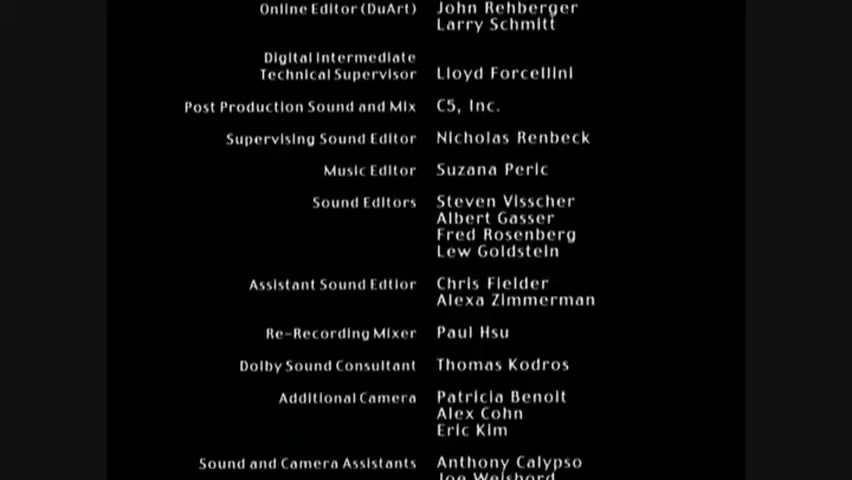 Online Editor (DuArt) John Rehberger
Larry Schmitt
Digital Intermediate
Technical Supervisor Lloyd Forcellini
Post Production Sound and Mix C5, Inc.
Supervising Sound Editor Nicholas Renbeck
Music Editor Suzana Peric
Sound Editors Steven Visscher
Albert Gasser
Fred Rosenberg
Lew Goldstein
Assistant Sound Edtior Chris Fielder
Alexa Zimmerman
Re-Recording Mixer Paul Hsu
Dolby Sound Consultant Thomas Kodros
Additional Camera Patricia Benoit
Alex Cohn
Eric Kim
Sound and Camera Assistants Anthony Calypso
Joe